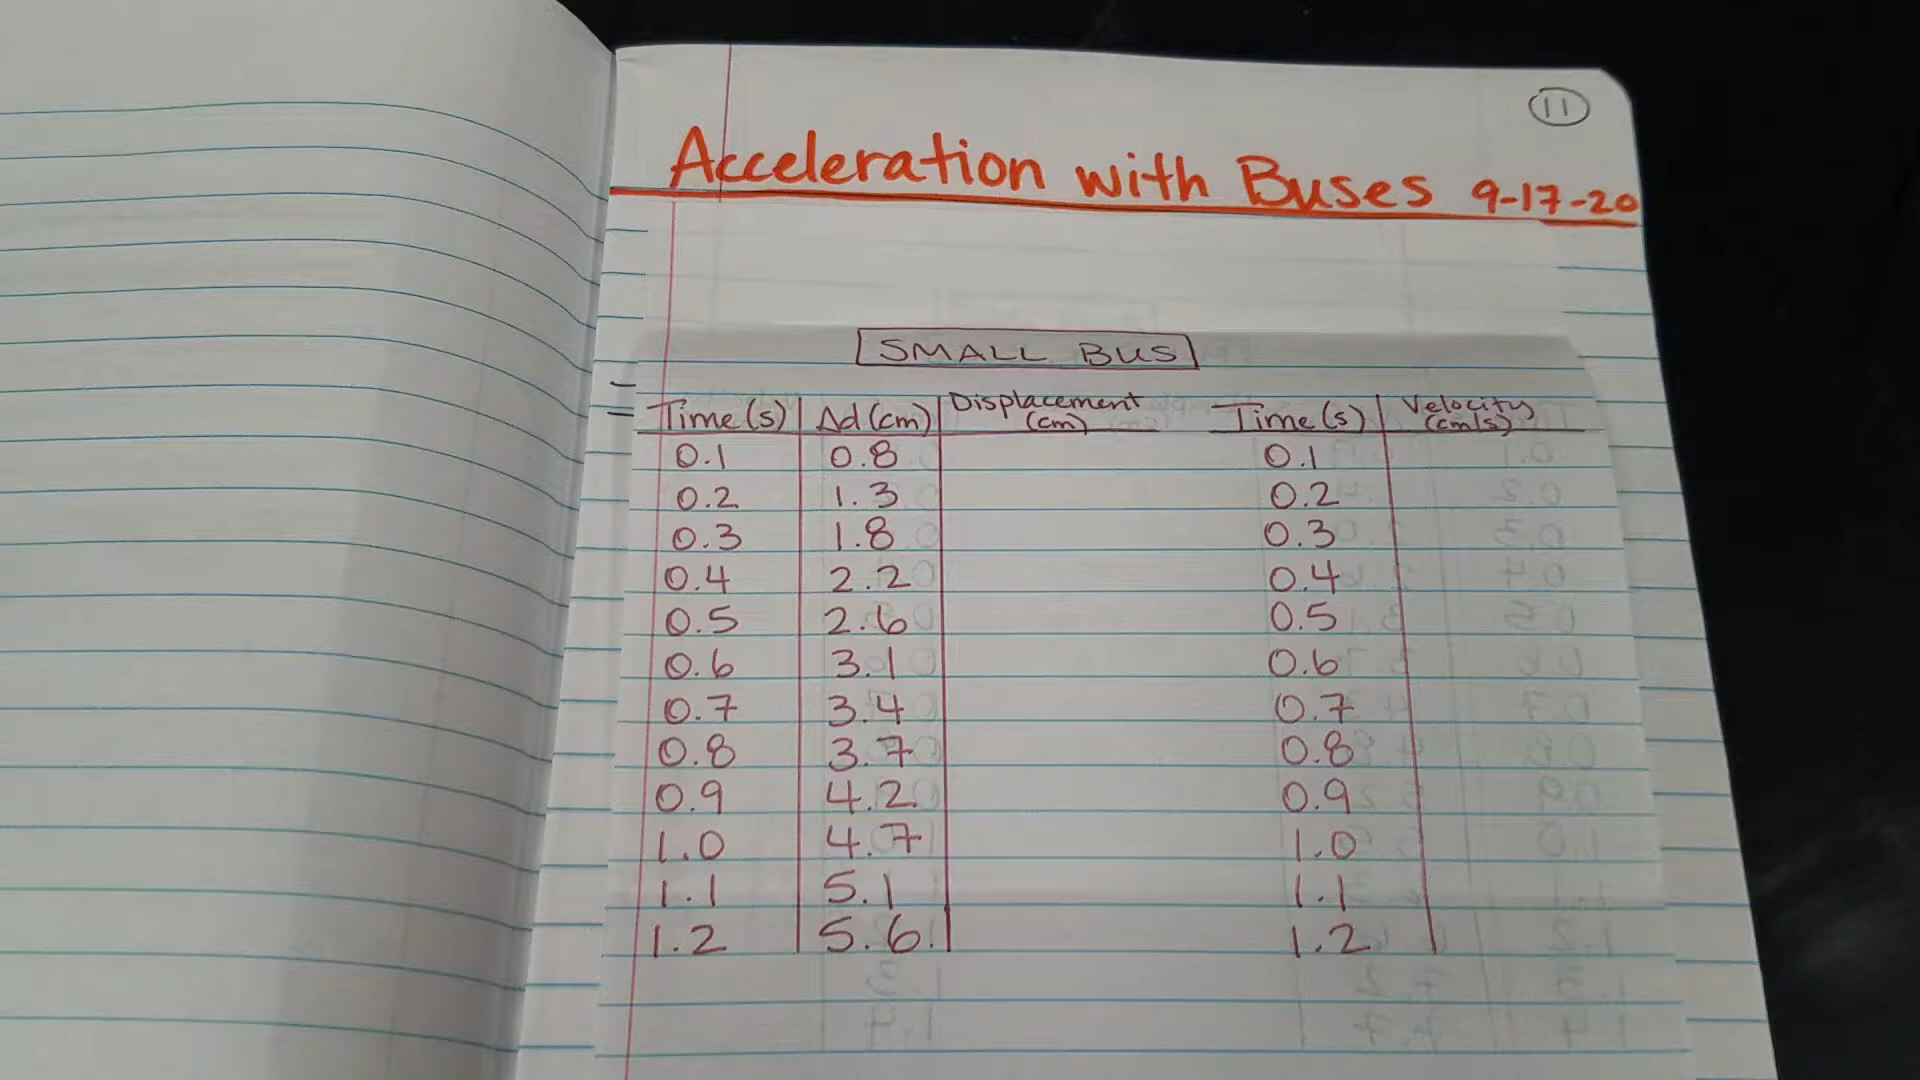 11
Acceleration with Buses 9-17-20
SMALL BUS
Time (s) Δd (cm) Displacement (cm) Time (s) Velocity (cm/s)
0.1 0.8 0.1
0.2 1.3 0.2
0.3 1.8 0.3
0.4 2.2 0.4
0.5 2.6 0.5
0.6 3.1 0.6
0.7 3.4 0.7
0.8 3.7 0.8
0.9 4.2 0.9
1.0 4.7 1.0
1.1 5.1 1.1
1.2 5.6 1.2